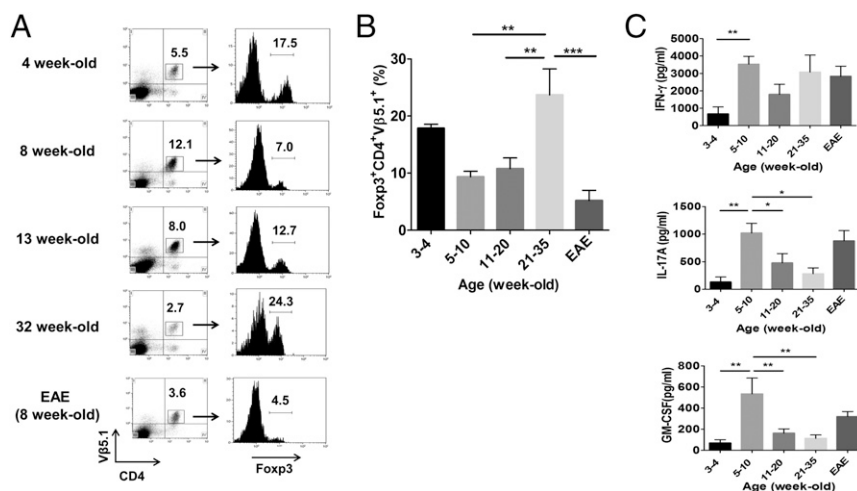 A
4 week-old
5.5
17.5
8 week-old
12.1
7.0
13 week-old
8.0
12.7
32 week-old
2.7
24.3
EAE
(8 week-old)
3.6
4.5
Vβ5.1
CD4
Foxp3
B
Foxp3⁺CD4⁺Vβ5.1⁺ (%)
30
20
10
0
**
**
***
3-4
5-10
11-20
21-35
EAE
Age (week-old)
C
IFN-γ (pg/ml)
6000
5000
4000
3000
2000
1000
0
**
3-4
5-10
11-20
21-35
EAE
Age (week-old)
IL-17A (pg/ml)
1500
1000
500
0
*
**
*
3-4
5-10
11-20
21-35
EAE
Age (week-old)
GM-CSF(pg/ml)
800
600
400
200
0
**
**
**
3-4
5-10
11-20
21-35
EAE
Age (week-old)